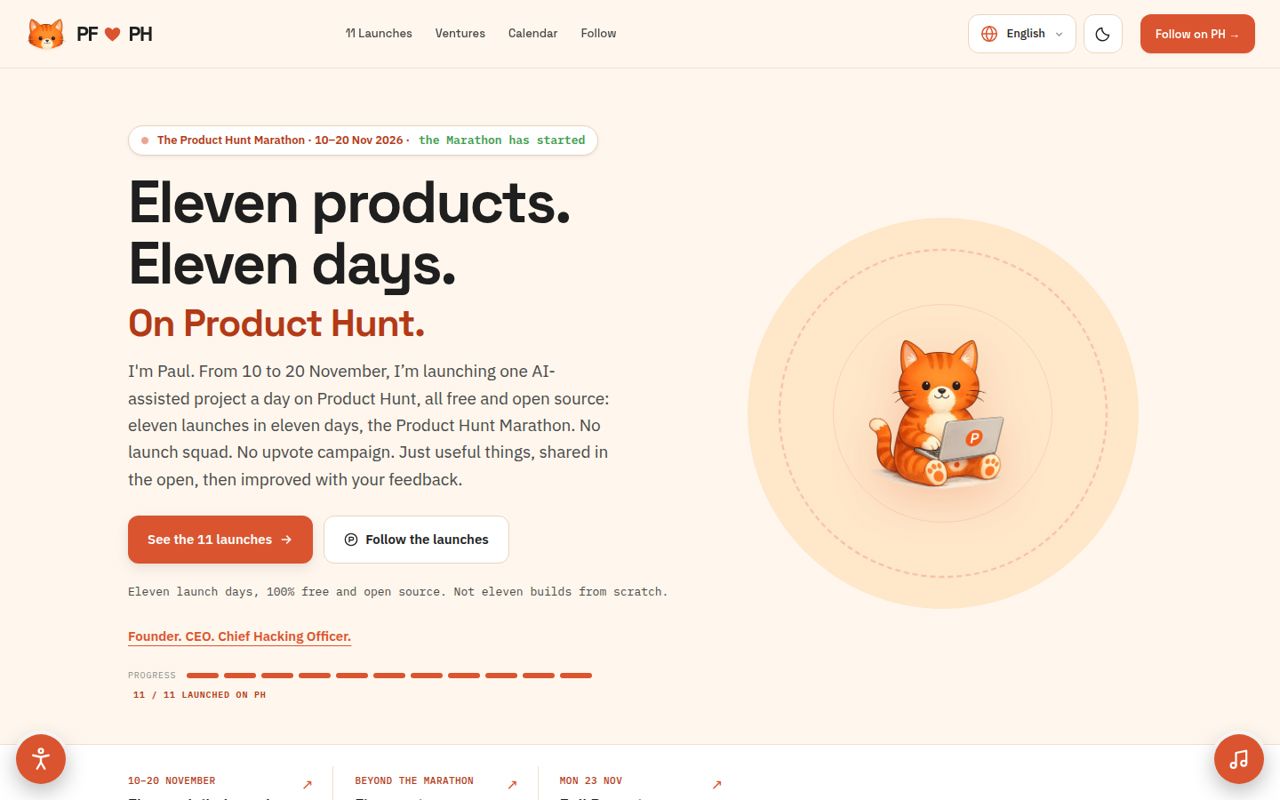 PF PH
11 Launches
Ventures
Calendar
Follow
English
Follow on PH →
The Product Hunt Marathon · 10–20 Nov 2026 · the Marathon has started
Eleven products.
Eleven days.
On Product Hunt.
I'm Paul. From 10 to 20 November, I’m launching one AI-
assisted project a day on Product Hunt, all free and open source:
eleven launches in eleven days, the Product Hunt Marathon. No
launch squad. No upvote campaign. Just useful things, shared in
the open, then improved with your feedback.
See the 11 launches →
Follow the launches
Eleven launch days, 100% free and open source. Not eleven builds from scratch.
Founder. CEO. Chief Hacking Officer.
PROGRESS
11 / 11 LAUNCHED ON PH
P
10–20 NOVEMBER ↗
BEYOND THE MARATHON ↗
MON 23 NOV ↗